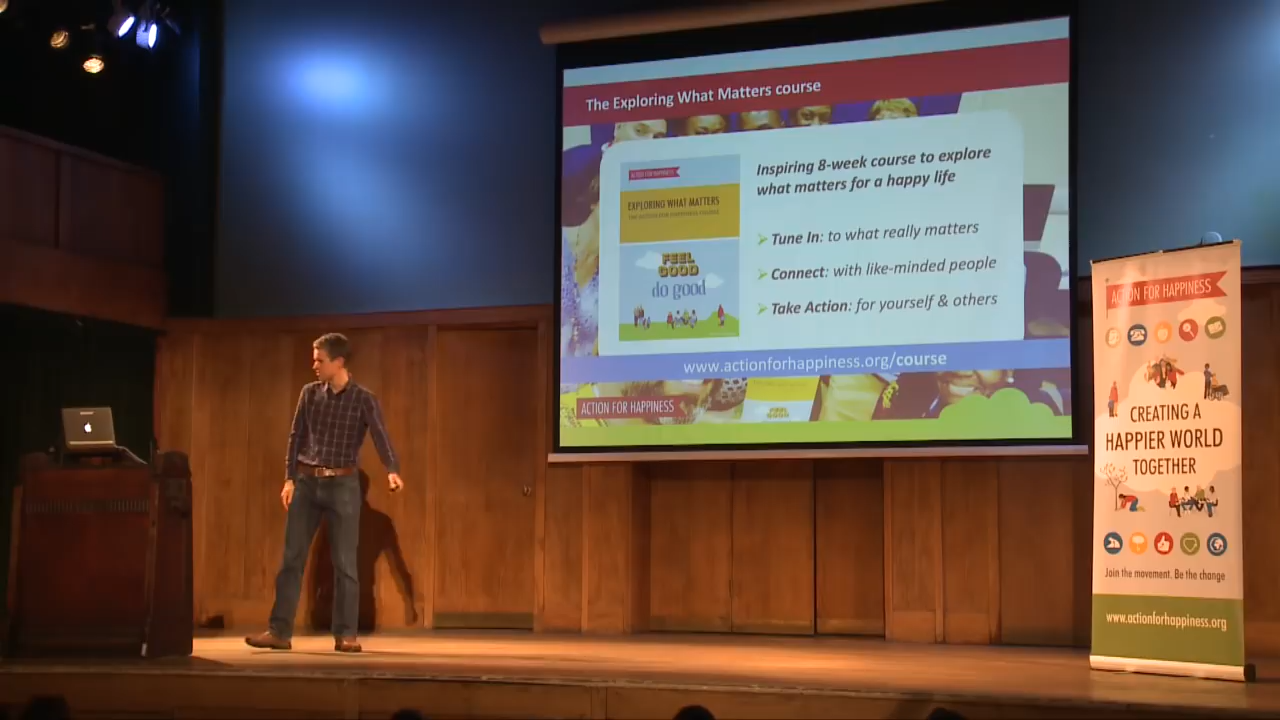 The Exploring What Matters course
ACTION FOR HAPPINESS
EXPLORING WHAT MATTERS
FEEL
GOOD
do good
Inspiring 8-week course to explore
what matters for a happy life
Tune In: to what really matters
Connect: with like-minded people
Take Action: for yourself & others
www.actionforhappiness.org/course
ACTION FOR HAPPINESS
ACTION FOR HAPPINESS
CREATING A
HAPPIER WORLD
TOGETHER
Join the movement. Be the change
www.actionforhappiness.org